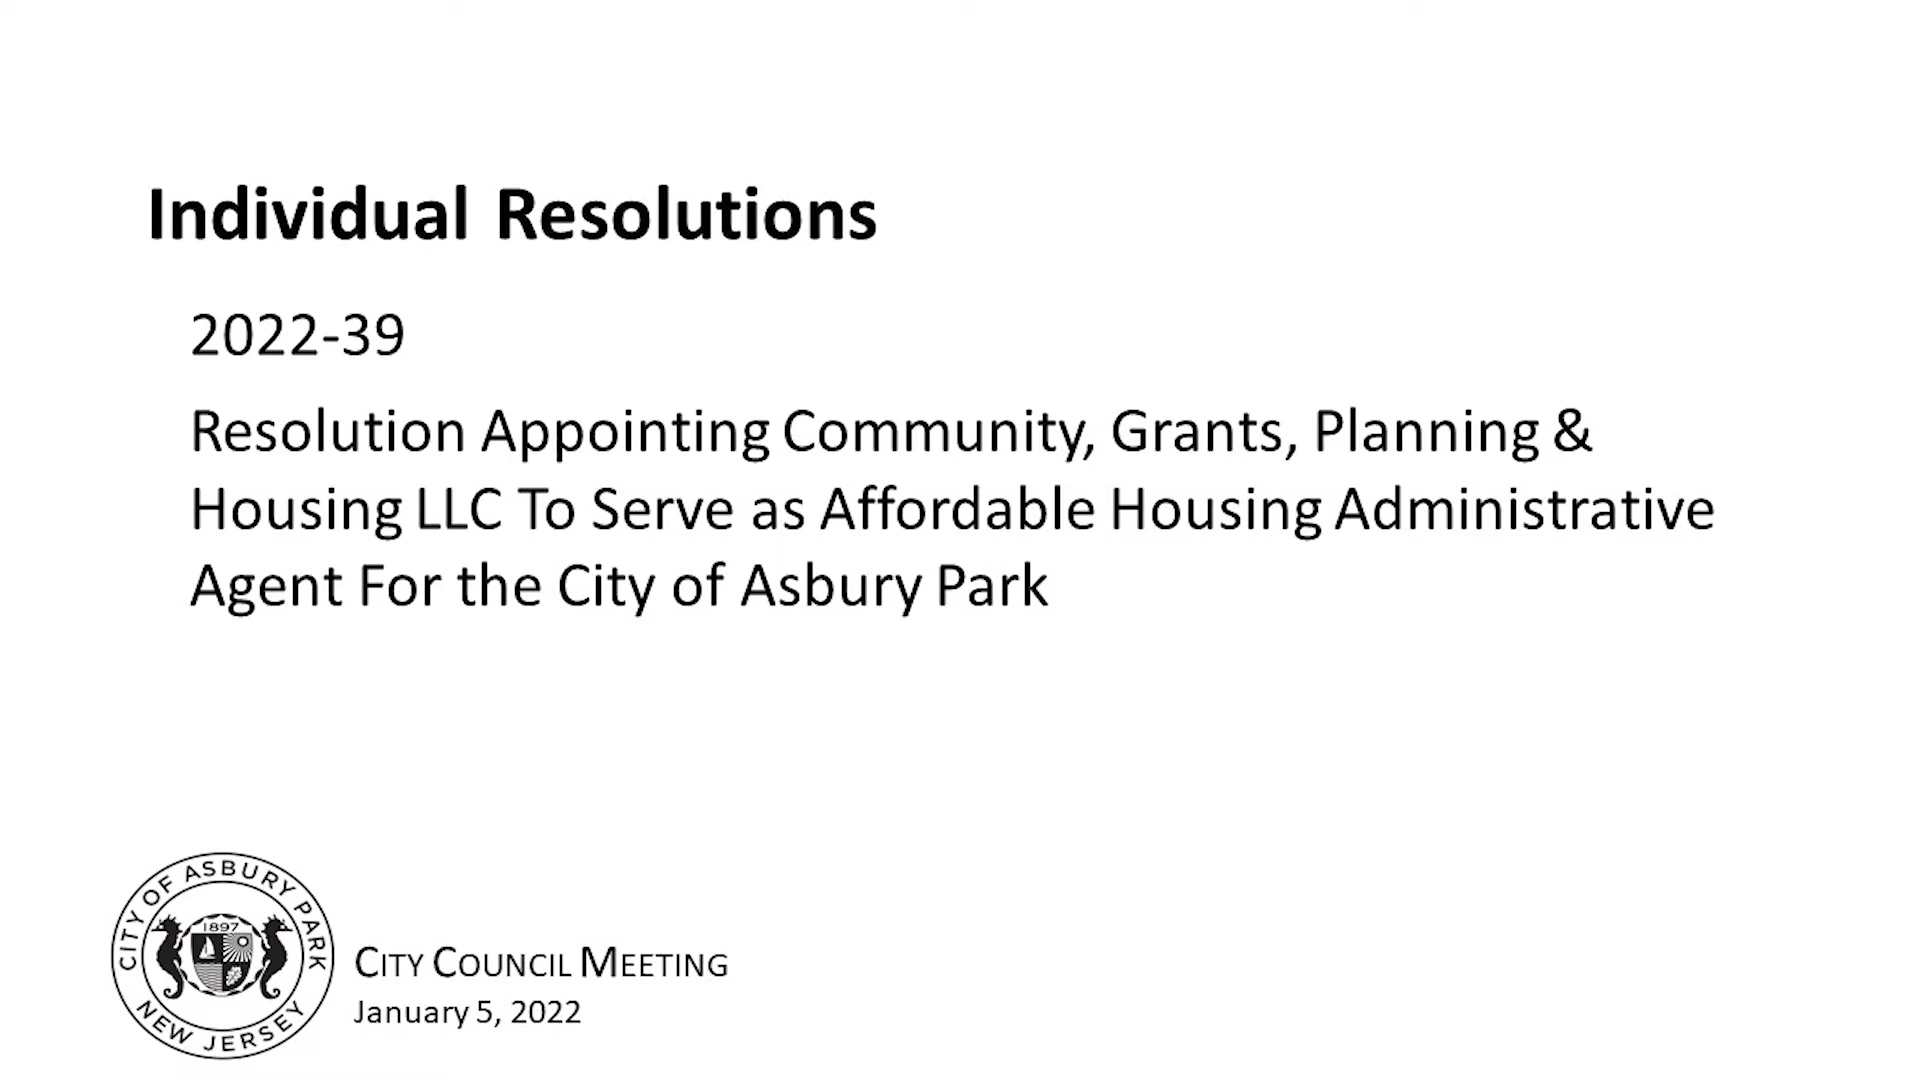 Individual Resolutions
2022-39
Resolution Appointing Community, Grants, Planning &
Housing LLC To Serve as Affordable Housing Administrative
Agent For the City of Asbury Park
CITY OF ASBURY PARK
1897
NEW JERSEY
CITY COUNCIL MEETING
January 5, 2022